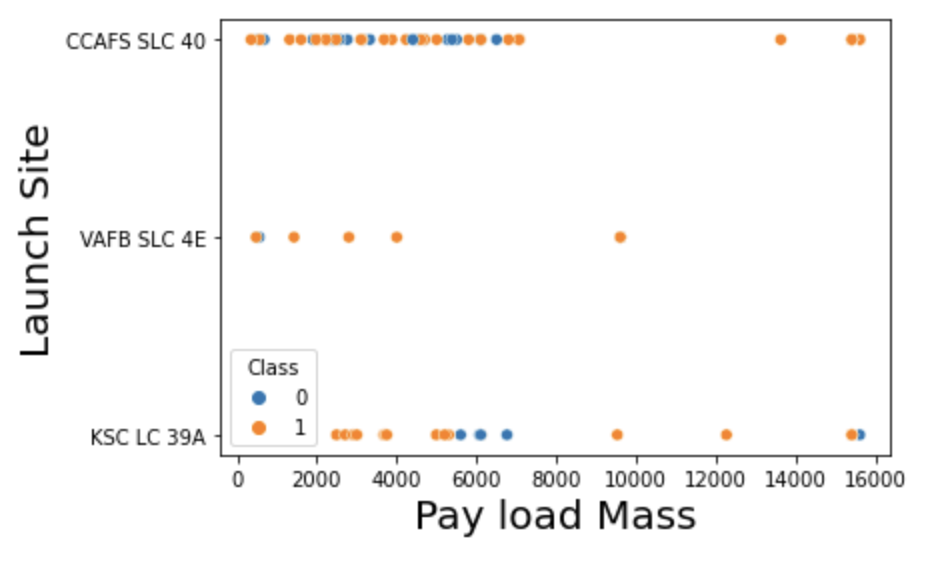 Launch Site
CCAFS SLC 40
VAFB SLC 4E
KSC LC 39A
Class
0
1
0 2000 4000 6000 8000 10000 12000 14000 16000
Pay load Mass